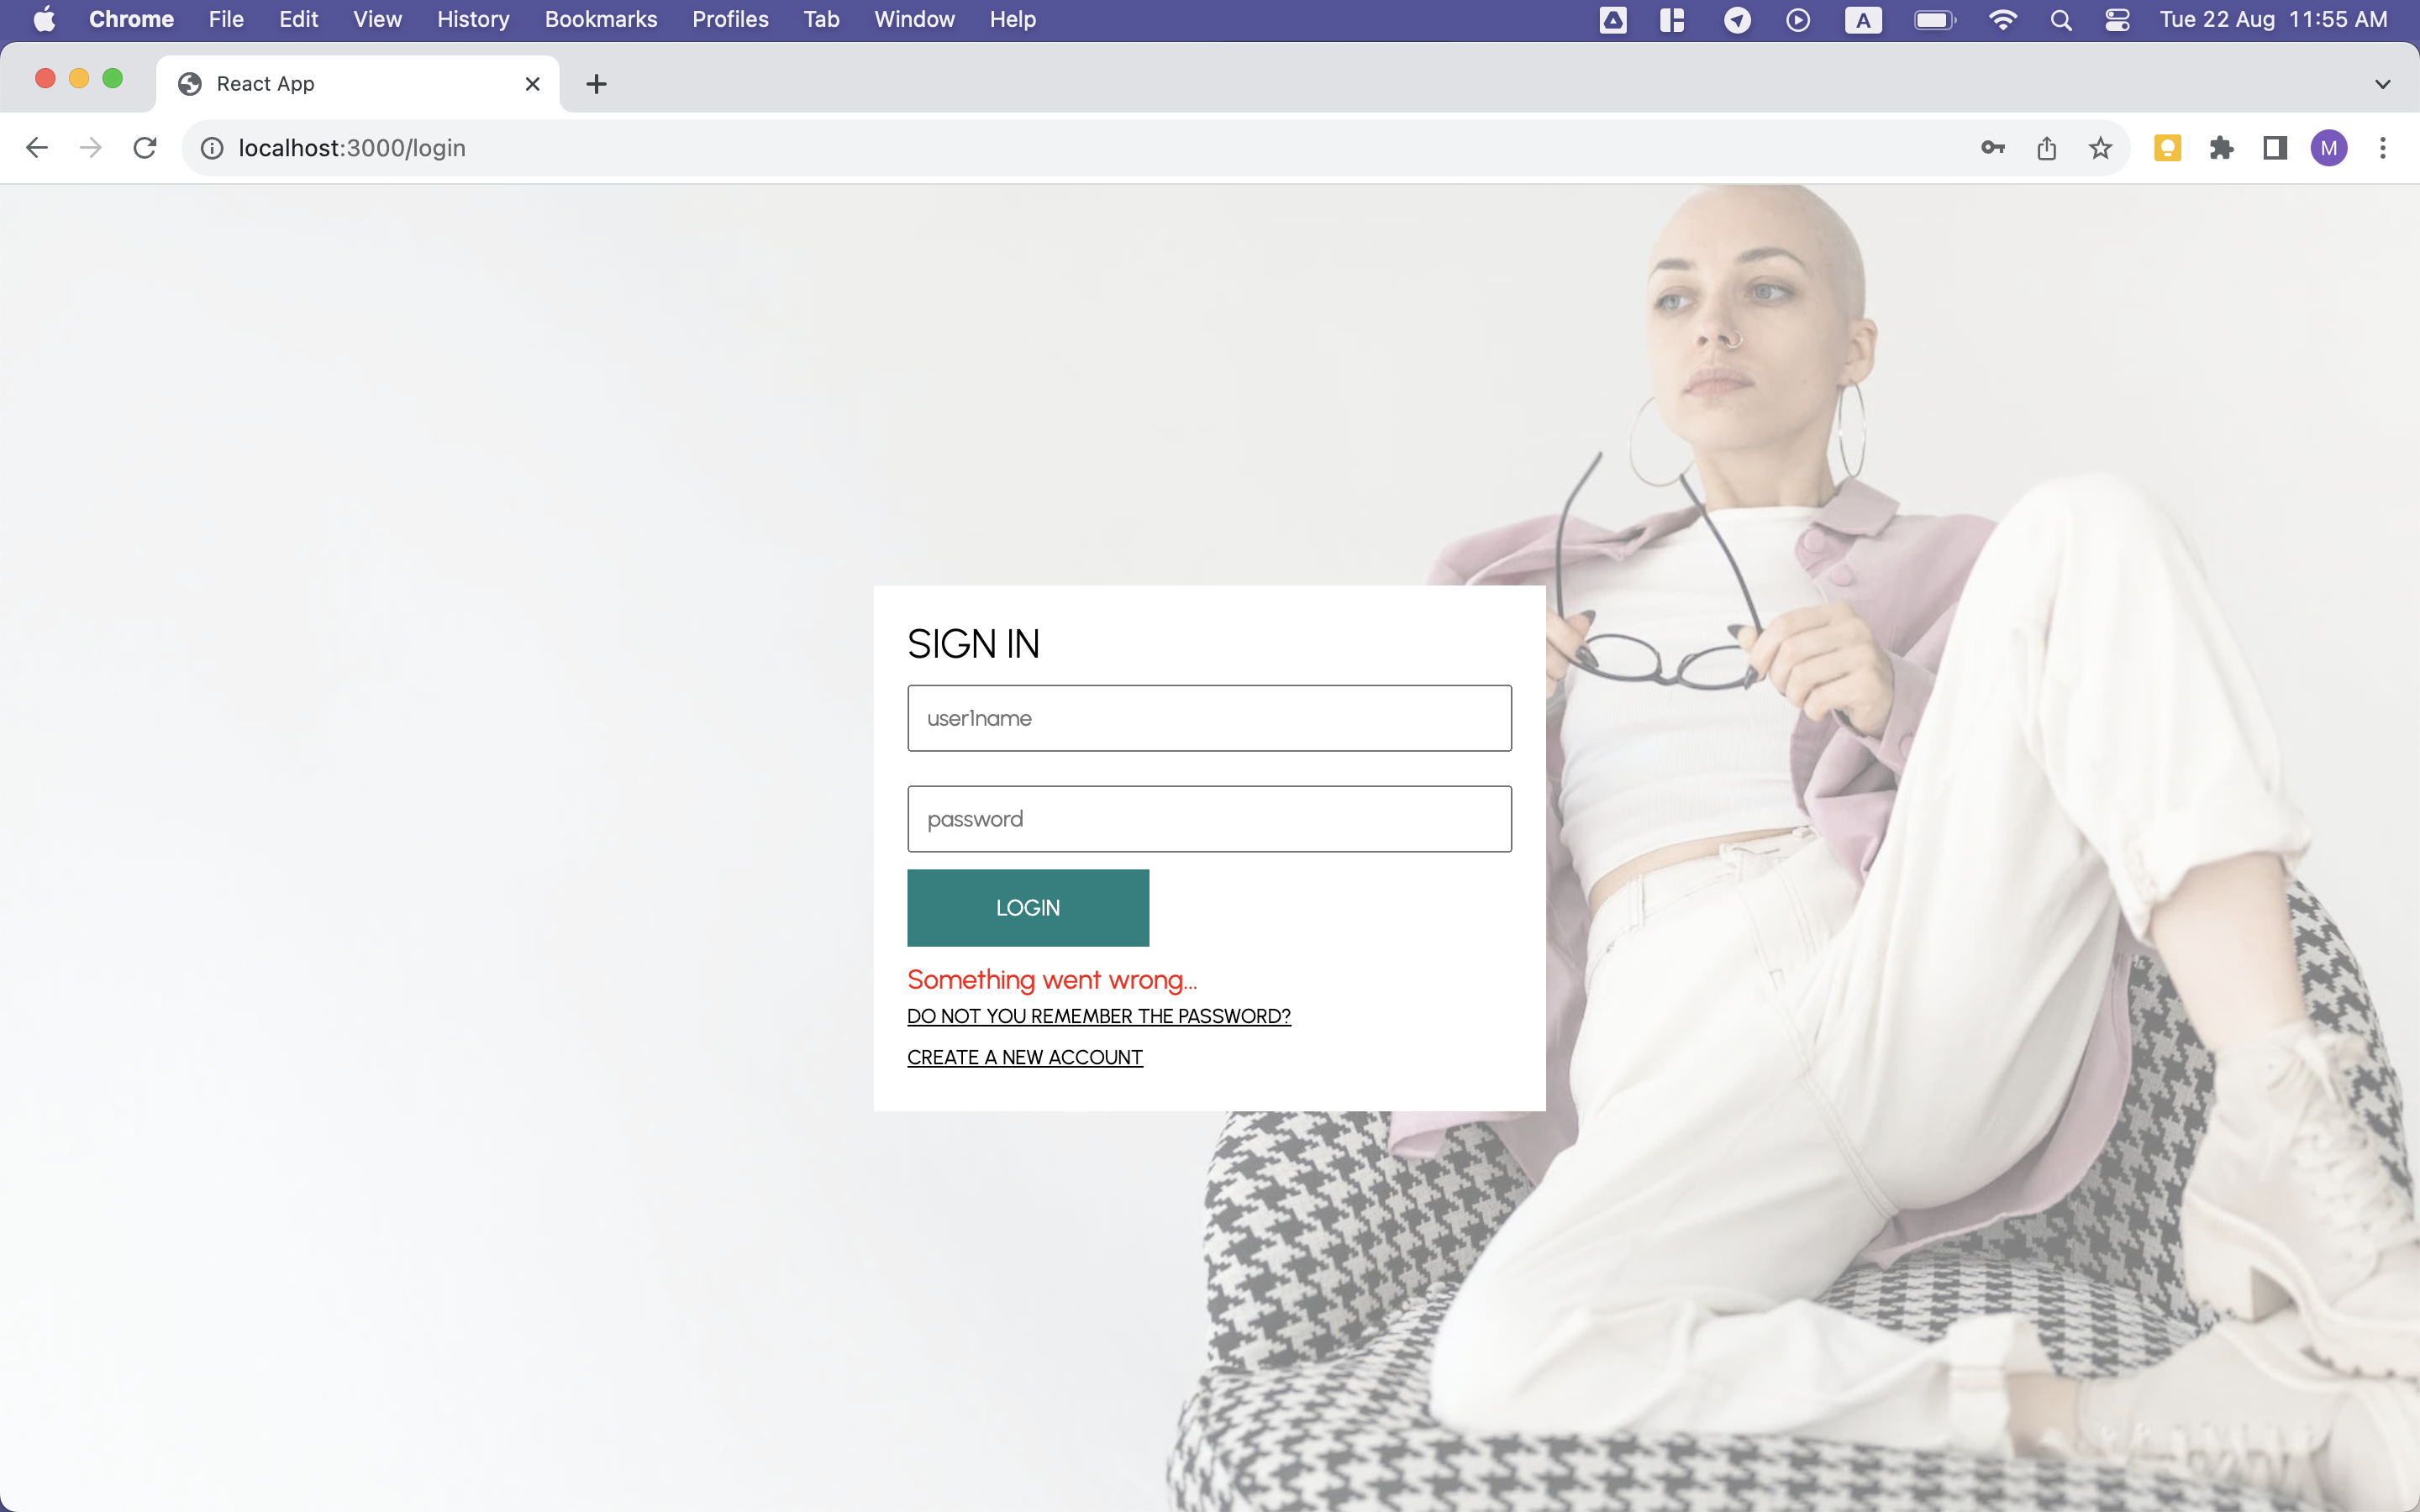 Chrome File Edit View History Bookmarks Profiles Tab Window Help A Tue 22 Aug 11:55 AM
React App
localhost:3000/login M
SIGN IN
user1name
password
LOGIN
Something went wrong...
DO NOT YOU REMEMBER THE PASSWORD?
CREATE A NEW ACCOUNT